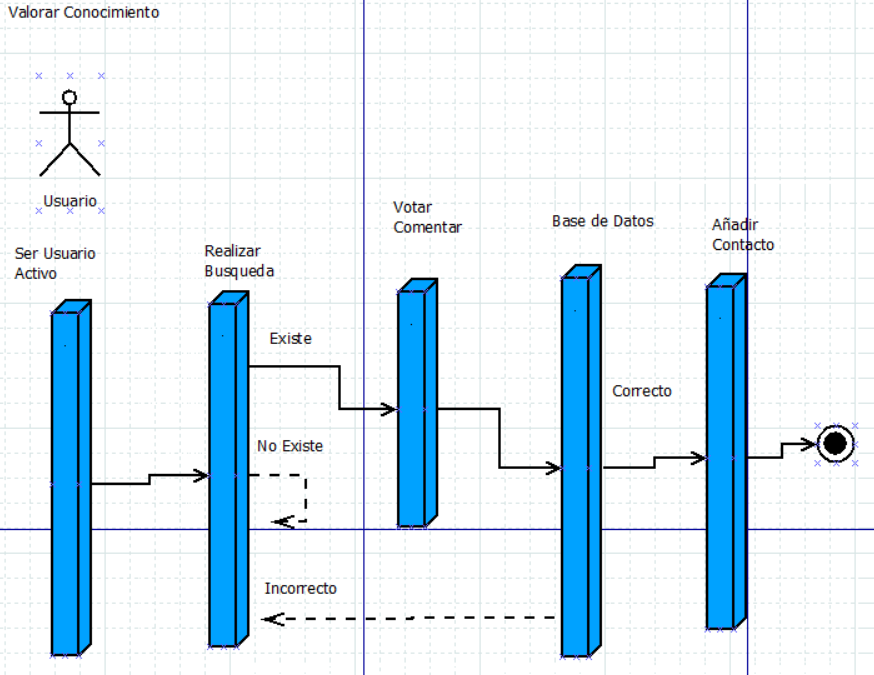 Valorar Conocimiento
Usuario
Ser Usuario
Activo
Realizar
Busqueda
Votar
Comentar
Base de Datos
Añadir
Contacto
Existe
Correcto
No Existe
Incorrecto